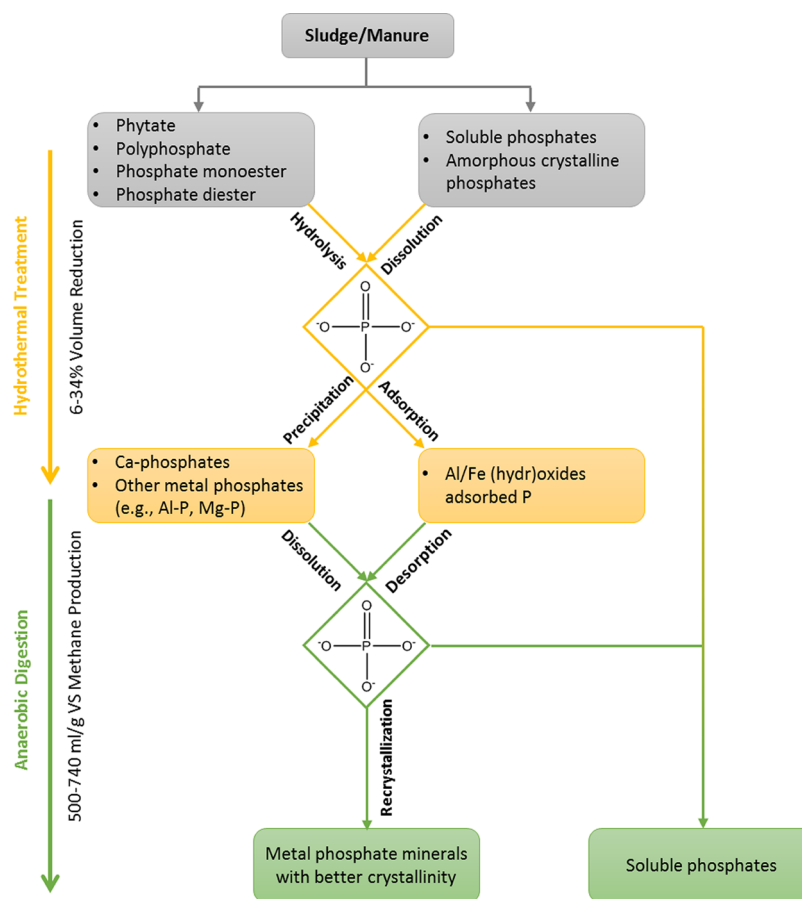 Sludge/Manure
• Phytate
• Polyphosphate
• Phosphate monoester
• Phosphate diester
• Soluble phosphates
• Amorphous crystalline
phosphates
Hydrothermal Treatment
6-34% Volume Reduction
Hydrolysis
Dissolution
O
-O P O-
O-
Precipitation
Adsorption
• Ca-phosphates
• Other metal phosphates
(e.g., Al-P, Mg-P)
• Al/Fe (hydr)oxides
adsorbed P
Anaerobic Digestion
500-740 ml/g VS Methane Production
Dissolution
Desorption
O
-O P O-
O-
Recrystallization
Metal phosphate minerals
with better crystallinity
Soluble phosphates